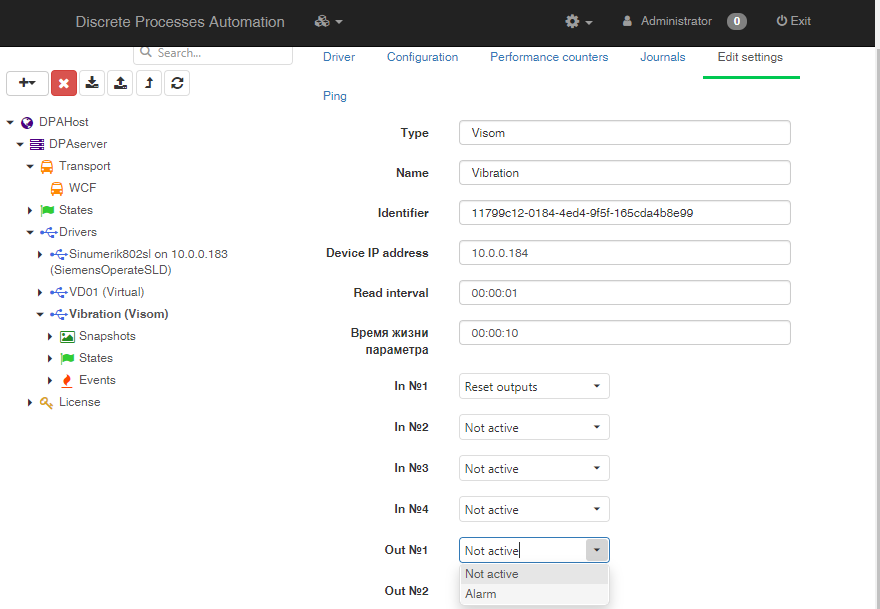 Discrete Processes Automation
Administrator 0 Exit
Search...
DPAHost
DPAserver
Transport
WCF
States
Drivers
Sinumerik802sl on 10.0.0.183
(SiemensOperateSLD)
VD01 (Virtual)
Vibration (Visom)
Snapshots
States
Events
License
Driver Configuration Performance counters Journals Edit settings
Ping
Type Visom
Name Vibration
Identifier 11799c12-0184-4ed4-9f5f-165cda4b8e99
Device IP address 10.0.0.184
Read interval 00:00:01
Время жизни
параметра 00:00:10
In №1 Reset outputs
In №2 Not active
In №3 Not active
In №4 Not active
Out №1 Not active
Not active
Alarm
Out №2